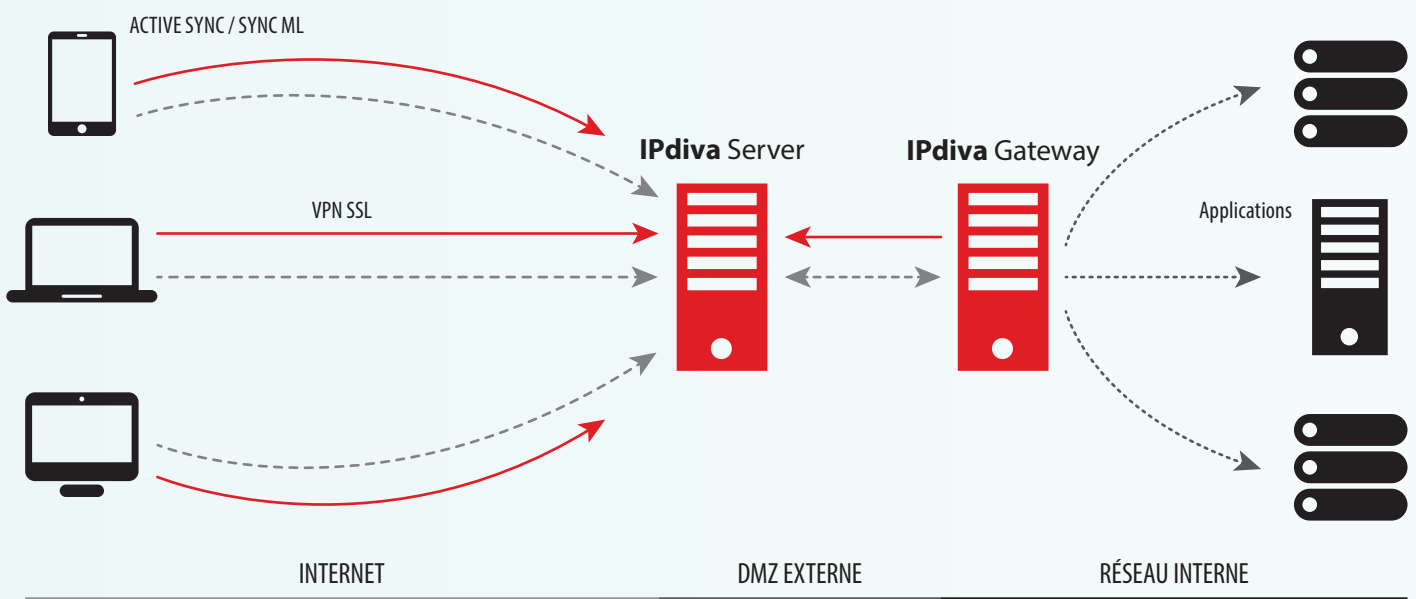 ACTIVE SYNC / SYNC ML
IPdiva Server
IPdiva Gateway
VPN SSL
Applications
INTERNET
DMZ EXTERNE
RÉSEAU INTERNE